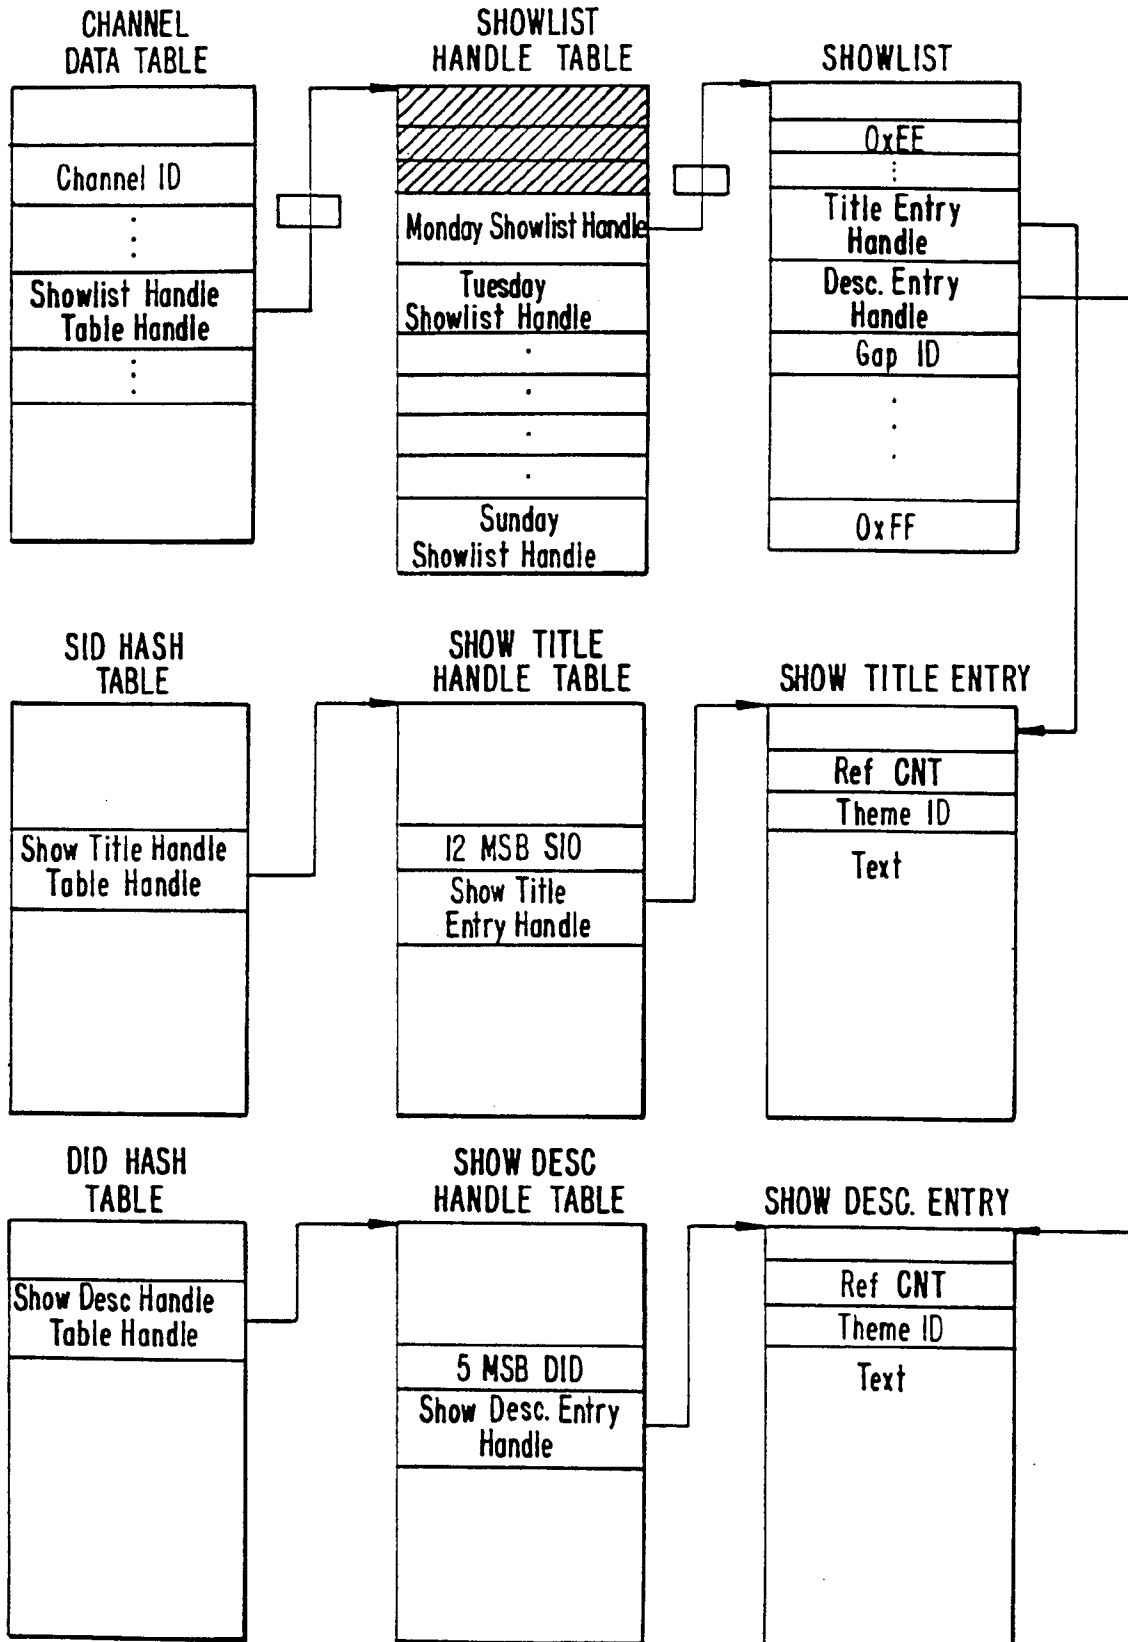 CHANNEL
DATA TABLE
Channel ID
Showlist Handle
Table Handle
SHOWLIST
HANDLE TABLE
Monday Showlist Handle
Tuesday
Showlist Handle
Sunday
Showlist Handle
SHOWLIST
0xEE
Title Entry
Handle
Desc. Entry
Handle
Gap ID
0xFF
SID HASH
TABLE
Show Title Handle
Table Handle
SHOW TITLE
HANDLE TABLE
12 MSB SIO
Show Title
Entry Handle
SHOW TITLE ENTRY
Ref CNT
Theme ID
Text
DID HASH
TABLE
Show Desc Handle
Table Handle
SHOW DESC
HANDLE TABLE
5 MSB DID
Show Desc. Entry
Handle
SHOW DESC. ENTRY
Ref CNT
Theme ID
Text